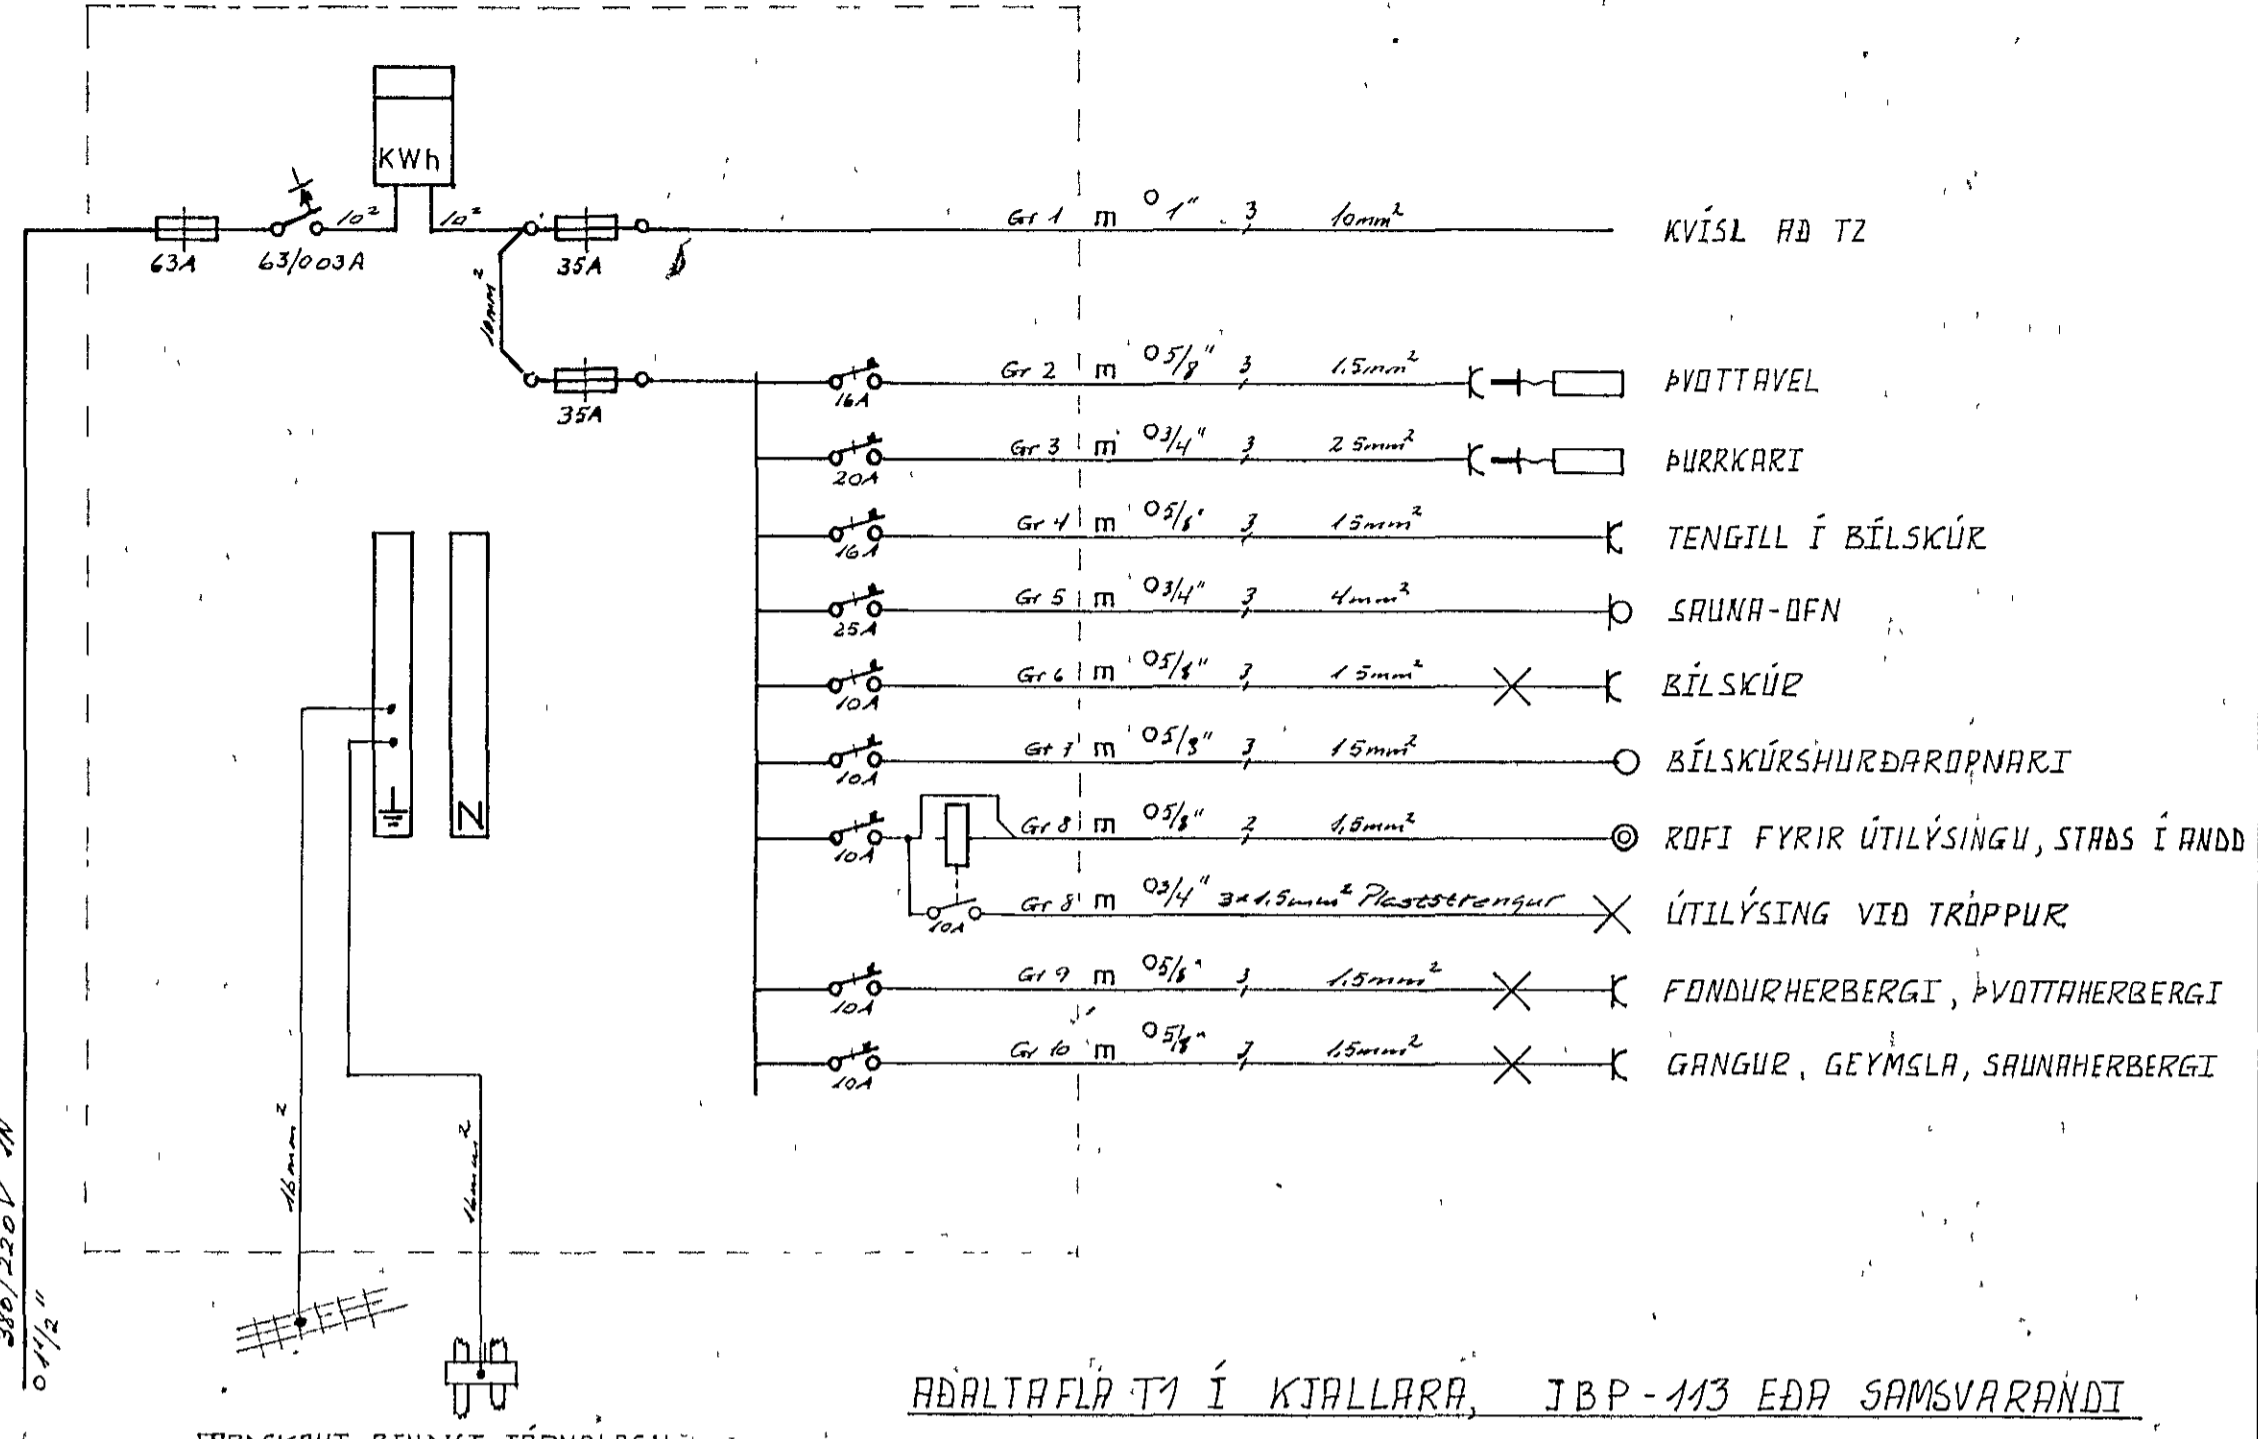 KWh
10² 10²
63A 63/003A 35A
Gr 1 m O 1" 3 10mm² KVÍSL AÐ T2
10mm²
35A
16A Gr 2 m O 5/8" 3 1.5mm² ÞVOTTAVEL
20A Gr 3 m O 3/4" 3 2 5mm² ÞURRKARI
16A Gr 4 m O 5/8" 3 1 5mm² TENGILL Í BÍLSKÚR
25A Gr 5 m O 3/4" 3 4mm² SAUNA-OFN
10A Gr 6 m O 5/8" 3 1 5mm² BÍLSKÚR
10A Gr 7 m O 5/8" 3 1 5mm² BÍLSKÚRSHURÐAROPNARI
10A Gr 8 m O 5/8" 2 1,5mm² ROFI FYRIR ÚTILÝSINGU, STAÐS Í ANDD
10A Gr 8' m O 3/4" 3x1.5mm² Plaststrengur ÚTILÝSING VIÐ TRÖPPUR
10A Gr 9 m O 5/8" 3 1.5mm² FÖNDURHERBERGI, ÞVOTTAHERBERGI
10A Gr 10 m O 5/8" 3 1.5mm² GANGUR, GEYMSLA, SAUNAHERBERGI
N
16mm²
16mm²
380/220V IN
O 1 1/2"
AÐALTAFLA T1 Í KJALLARA, JBP-113 EÐA SAMSVARANDI